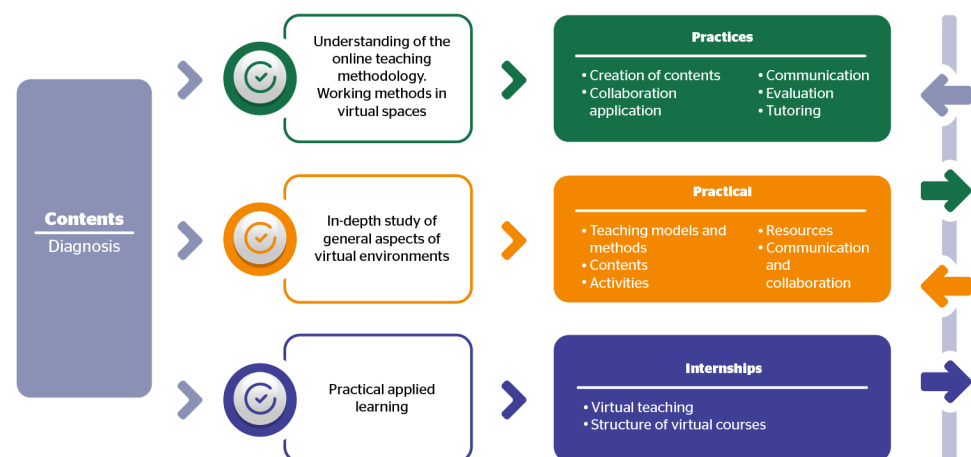 Contents
Diagnosis
Understanding of the
online teaching
methodology.
Working methods in
virtual spaces
Practices
• Creation of contents
• Collaboration
application
• Communication
• Evaluation
• Tutoring
In-depth study of
general aspects of
virtual environments
Practical
• Teaching models and
methods
• Contents
• Activities
• Resources
• Communication
and
collaboration
Practical applied
learning
Internships
• Virtual teaching
• Structure of virtual courses